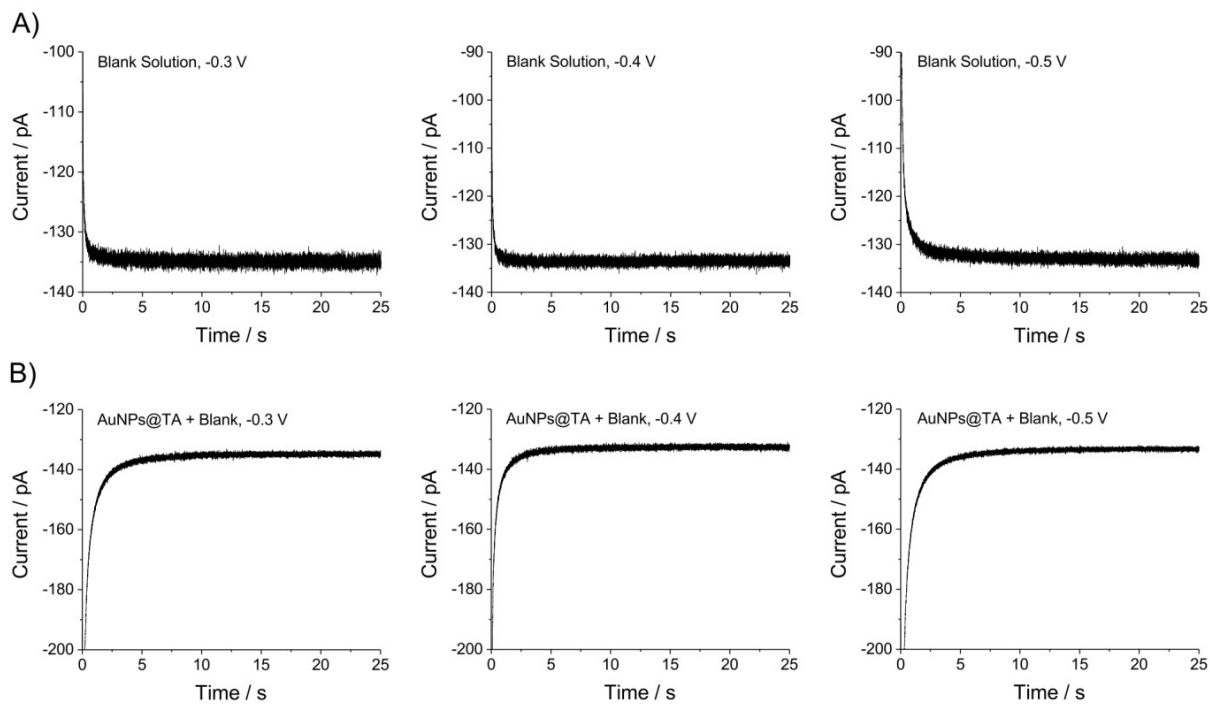 A)
Blank Solution, -0.3 V
Current / pA
-100
-110
-120
-130
-140
0 5 10 15 20 25
Time / s
Blank Solution, -0.4 V
Current / pA
-90
-100
-110
-120
-130
-140
0 5 10 15 20 25
Time / s
Blank Solution, -0.5 V
Current / pA
-90
-100
-110
-120
-130
-140
0 5 10 15 20 25
Time / s
B)
AuNPs@TA + Blank, -0.3 V
Current / pA
-120
-140
-160
-180
-200
0 5 10 15 20 25
Time / s
AuNPs@TA + Blank, -0.4 V
Current / pA
-120
-140
-160
-180
-200
0 5 10 15 20 25
Time / s
AuNPs@TA + Blank, -0.5 V
Current / pA
-120
-140
-160
-180
-200
0 5 10 15 20 25
Time / s